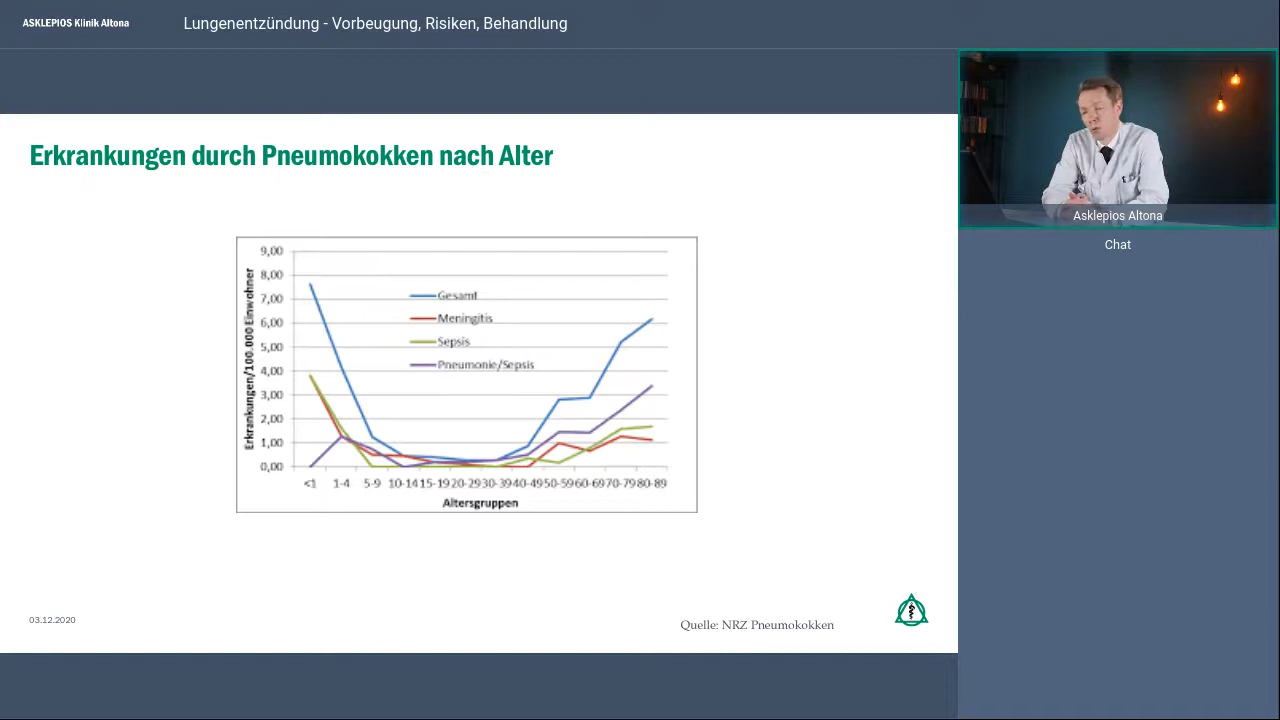 ASKLEPIOS Klinik Altona
Lungenentzündung - Vorbeugung, Risiken, Behandlung
Erkrankungen durch Pneumokokken nach Alter
Erkrankungen/100.000 Einwohner
9,00
8,00
7,00
6,00
5,00
4,00
3,00
2,00
1,00
0,00
Gesamt
Meningitis
Sepsis
Pneumonie/Sepsis
<1 1-4 5-9 10-14 15-19 20-29 30-39 40-49 50-59 60-69 70-79 80-89
Altersgruppen
03.12.2020
Quelle: NRZ Pneumokokken
Asklepios Altona
Chat